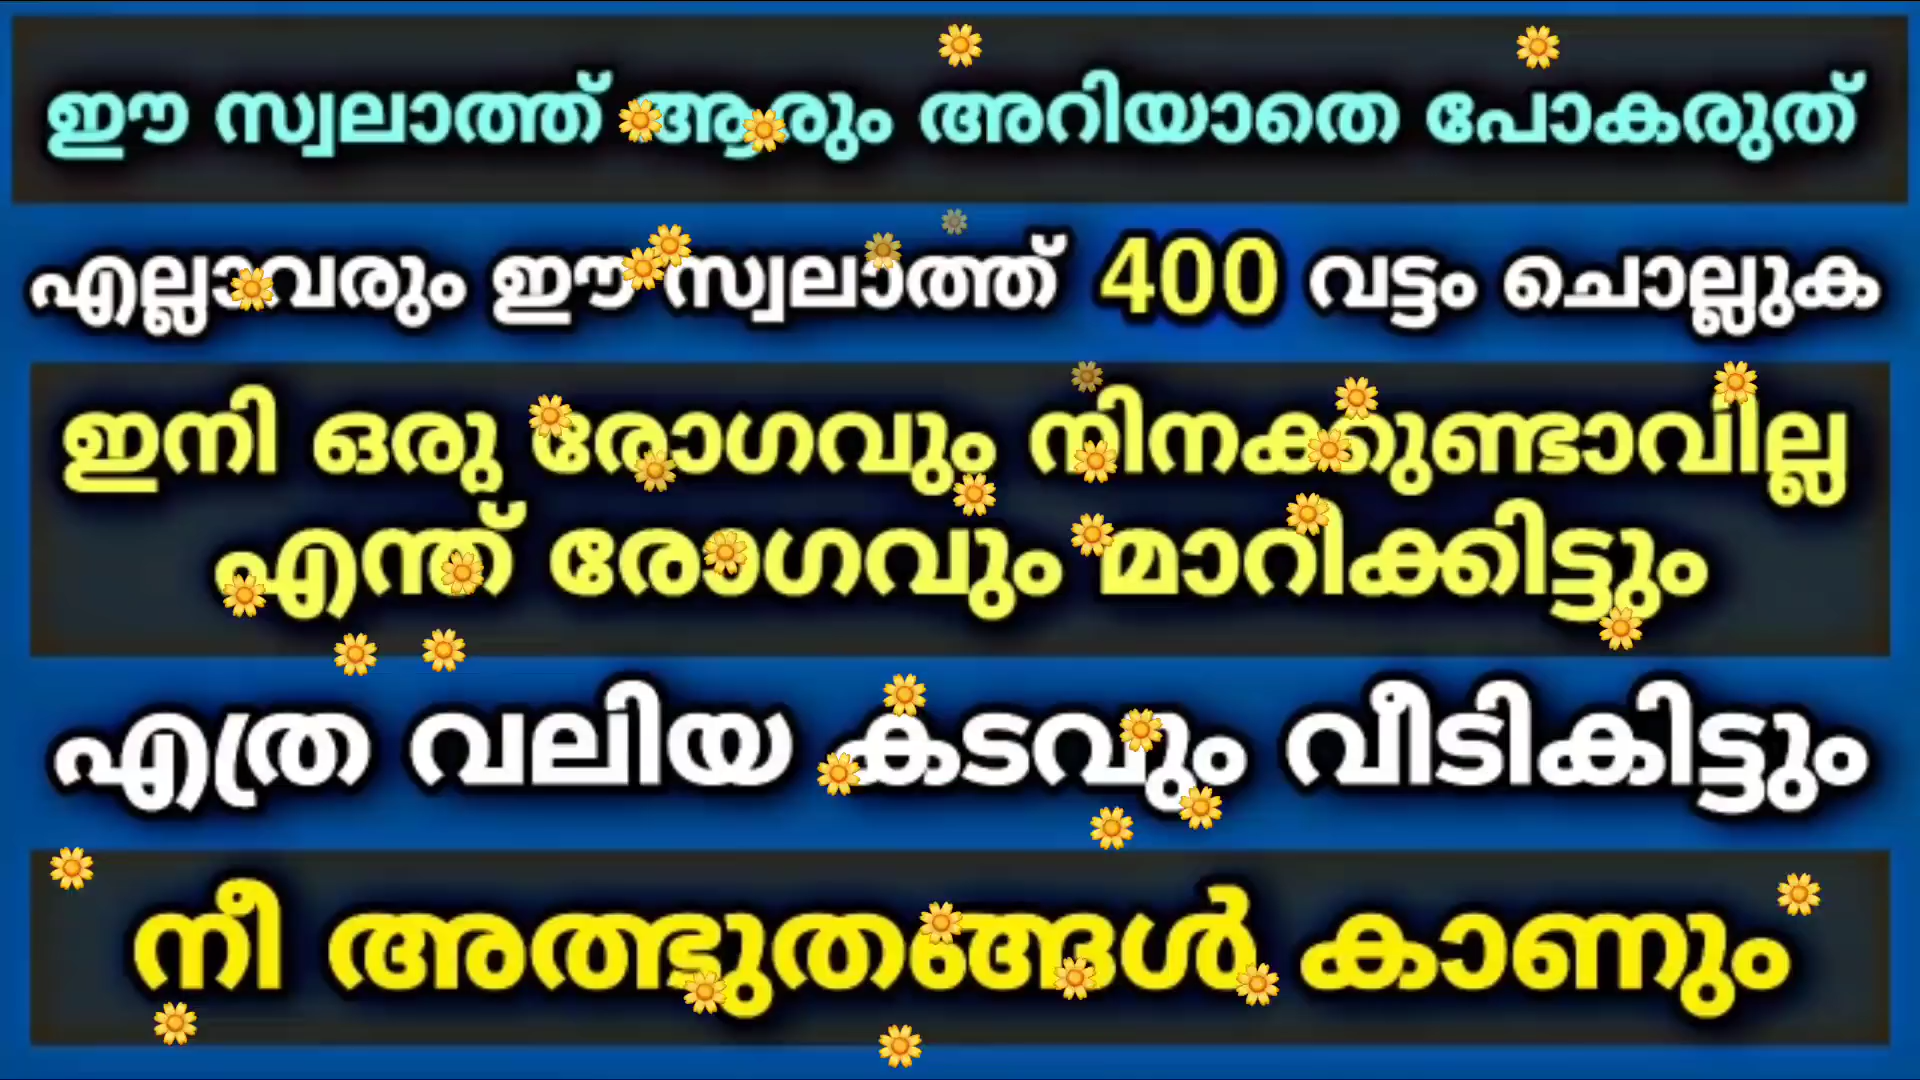 ഈ സ്വലാത്ത് ആരും അറിയാതെ പോകരുത്
എല്ലാവരും ഈ സ്വലാത്ത് 400 വട്ടം ചൊല്ലുക
ഇനി ഒരു രോഗവും നിനക്കുണ്ടാവില്ല
എന്ത് രോഗവും മാറിക്കിട്ടും
എത്ര വലിയ കടവും വീടികിട്ടും
നീ അത്ഭുതങ്ങൾ കാണും